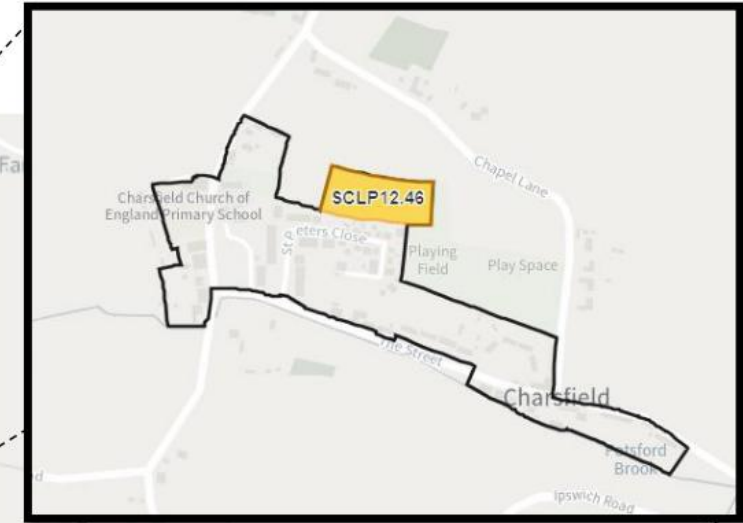 Fa
Chapel Lane
SCLP12.46
Charsfield Church of
England Primary School
St Peters Close
Playing
Field
Play Space
The Street
Charsfield
Potsford
Brook
d
Ipswich Road